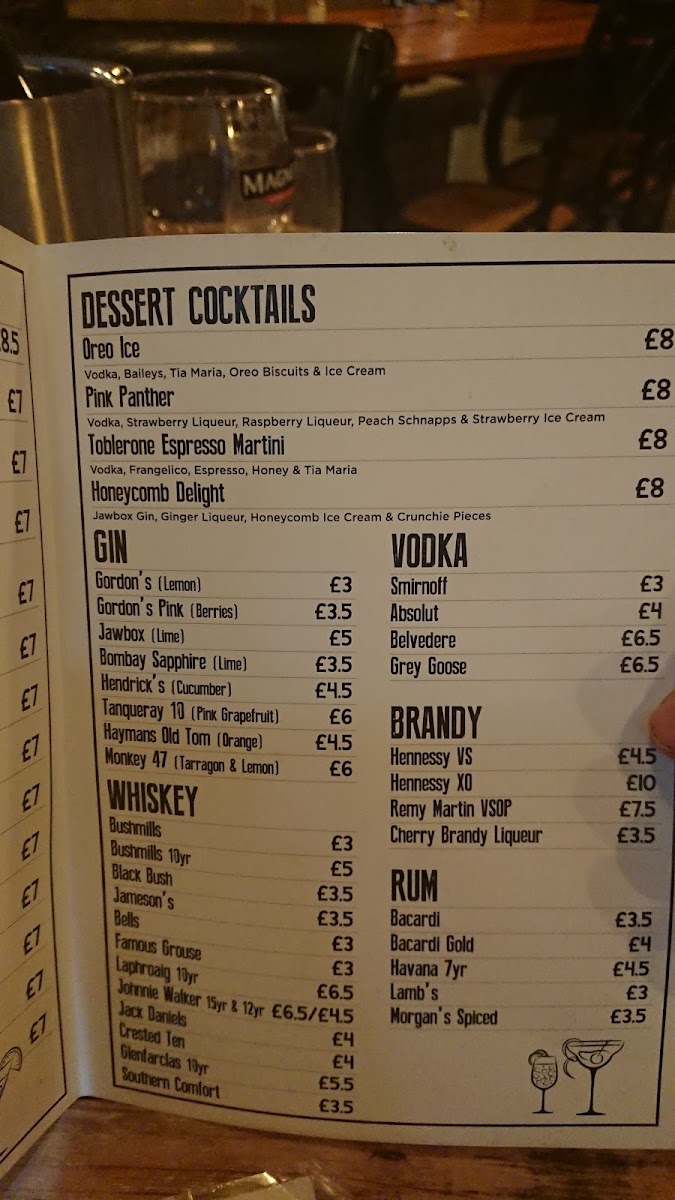 MAGN
8.5
£7
£7
£7
£7
£7
£7
£7
£7
£7
£7
£7
£7
£7
DESSERT COCKTAILS
Oreo Ice £8
Vodka, Baileys, Tia Maria, Oreo Biscuits & Ice Cream
Pink Panther £8
Vodka, Strawberry Liqueur, Raspberry Liqueur, Peach Schnapps & Strawberry Ice Cream
Toblerone Espresso Martini £8
Vodka, Frangelico, Espresso, Honey & Tia Maria
Honeycomb Delight £8
Jawbox Gin, Ginger Liqueur, Honeycomb Ice Cream & Crunchie Pieces
GIN
Gordon's (Lemon) £3
Gordon's Pink (Berries) £3.5
Jawbox (Lime) £5
Bombay Sapphire (Lime) £3.5
Hendrick's (Cucumber) £4.5
Tanqueray 10 (Pink Grapefruit) £6
Haymans Old Tom (Orange) £4.5
Monkey 47 (Tarragon & Lemon) £6
WHISKEY
Bushmills £3
Bushmills 10yr £5
Black Bush £3.5
Jameson's £3.5
Bells £3
Famous Grouse £3
Laphroaig 10yr £6.5
Johnnie Walker 15yr & 12yr £6.5/£4.5
Jack Daniels £4
Crested Ten £4
Glenfarclas 10yr £5.5
Southern Comfort £3.5
VODKA
Smirnoff £3
Absolut £4
Belvedere £6.5
Grey Goose £6.5
BRANDY
Hennessy VS £4.5
Hennessy XO £10
Remy Martin VSOP £7.5
Cherry Brandy Liqueur £3.5
RUM
Bacardi £3.5
Bacardi Gold £4
Havana 7yr £4.5
Lamb's £3
Morgan's Spiced £3.5